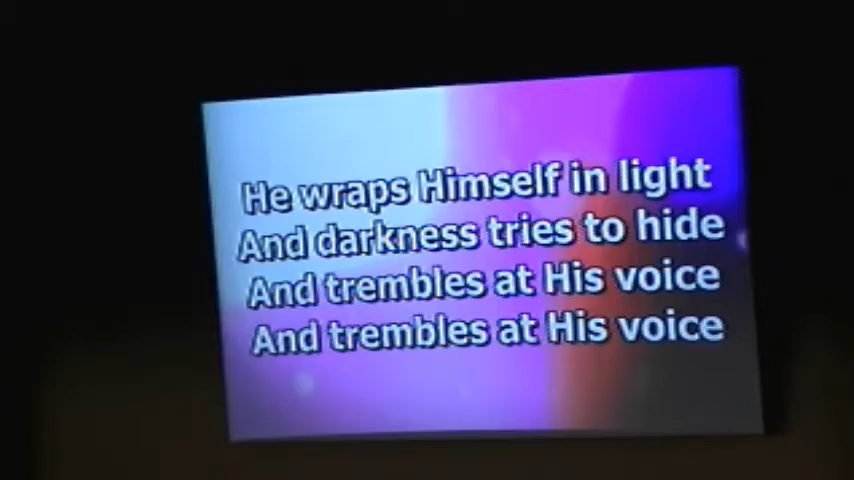 He wraps Himself in light
And darkness tries to hide
And trembles at His voice
And trembles at His voice